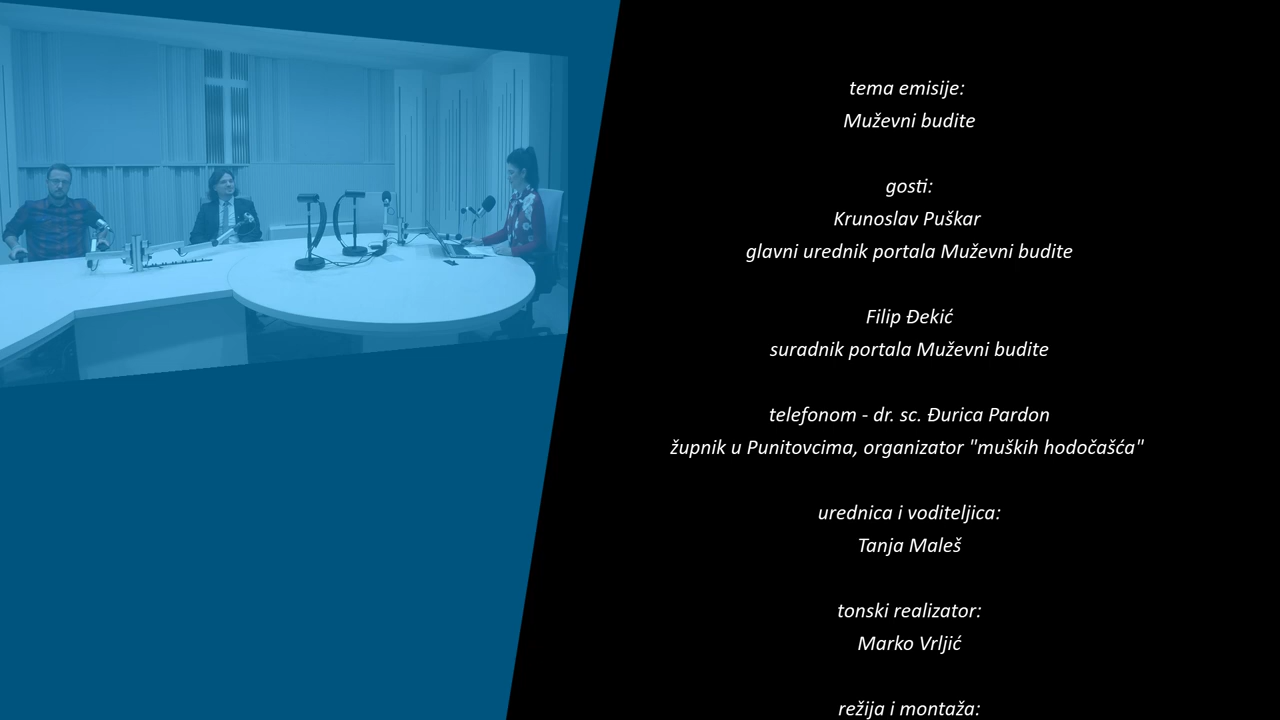 tema emisije:
Muževni budite
gosti:
Krunoslav Puškar
glavni urednik portala Muževni budite
Filip Đekić
suradnik portala Muževni budite
telefonom - dr. sc. Đurica Pardon
župnik u Punitovcima, organizator "muških hodočašća"
urednica i voditeljica:
Tanja Maleš
tonski realizator:
Marko Vrljić
režija i montaža: